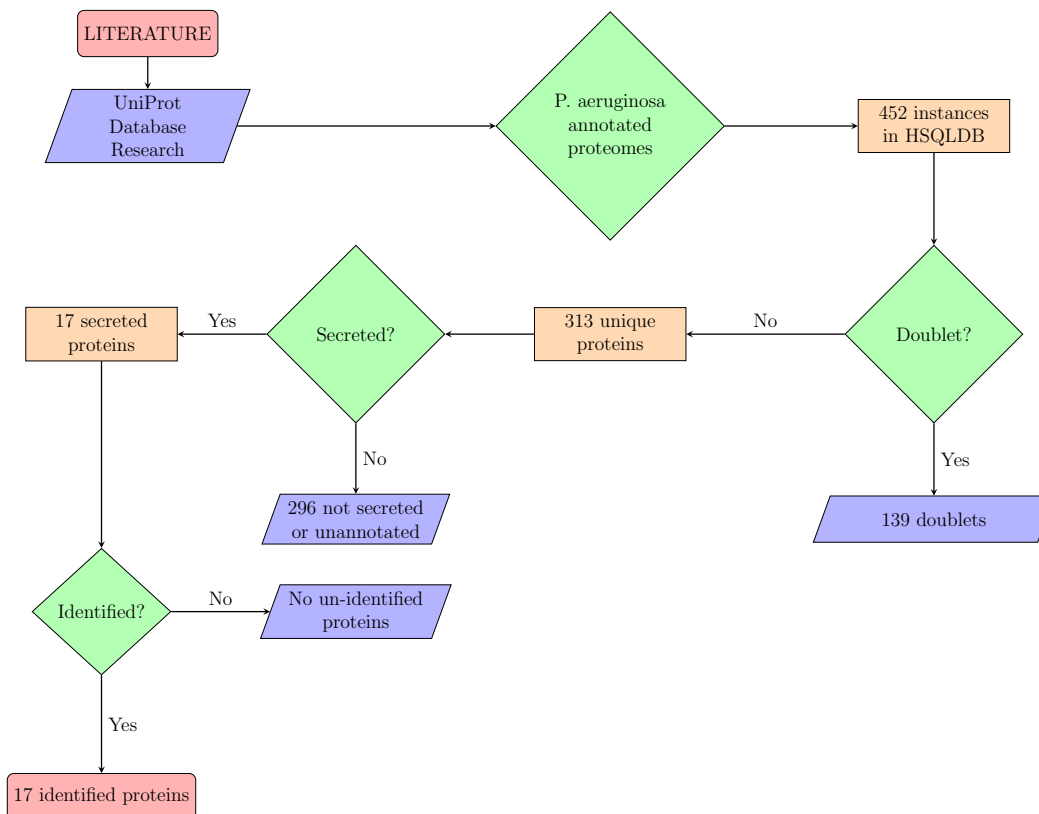 LITERATURE
UniProt
Database
Research
P. aeruginosa
annotated
proteomes
452 instances
in HSQLDB
Doublet?
No
Yes
139 doublets
313 unique
proteins
Secreted?
Yes
No
296 not secreted
or unannotated
17 secreted
proteins
Identified?
No
No un-identified
proteins
Yes
17 identified proteins